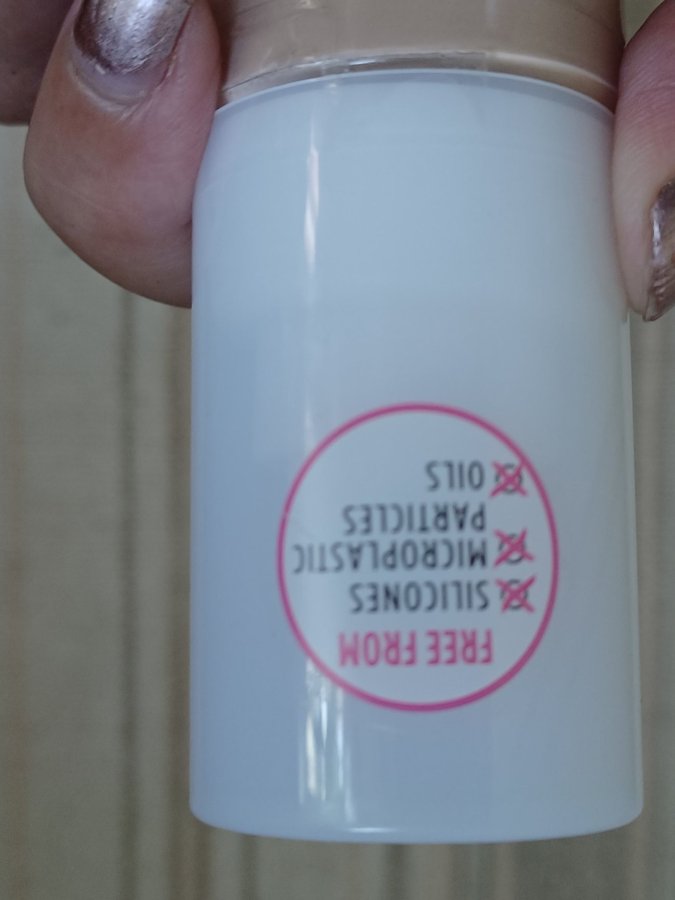 FREE FROM
SILICONES
MICROPLASTIC
PARTICLES
OILS